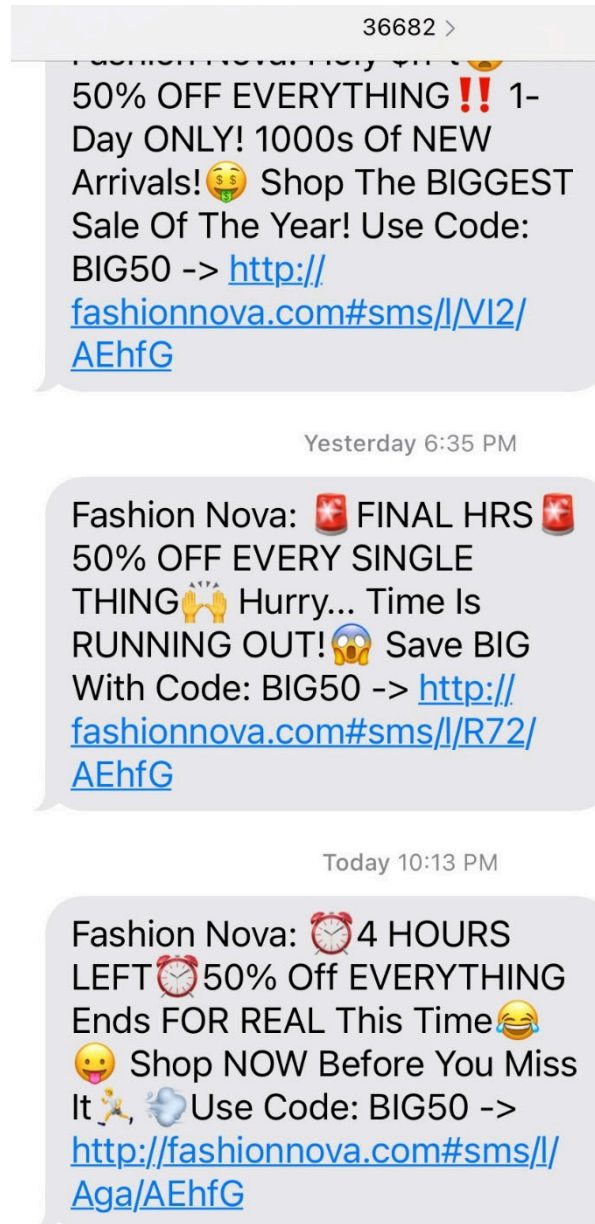 36682 >
Fashion Nova:
50% OFF EVERYTHING‼️ 1-
Day ONLY! 1000s Of NEW
Arrivals!🤑 Shop The BIGGEST
Sale Of The Year! Use Code:
BIG50 -> http://
fashionnova.com#sms/l/VI2/
AEhfG
Yesterday 6:35 PM
Fashion Nova: 🚨FINAL HRS🚨
50% OFF EVERY SINGLE
THING🙌 Hurry... Time Is
RUNNING OUT!😱 Save BIG
With Code: BIG50 -> http://
fashionnova.com#sms/l/R72/
AEhfG
Today 10:13 PM
Fashion Nova: ⏰4 HOURS
LEFT⏰50% Off EVERYTHING
Ends FOR REAL This Time😂
😛 Shop NOW Before You Miss
It🏃💨Use Code: BIG50 ->
http://fashionnova.com#sms/l/
Aga/AEhfG